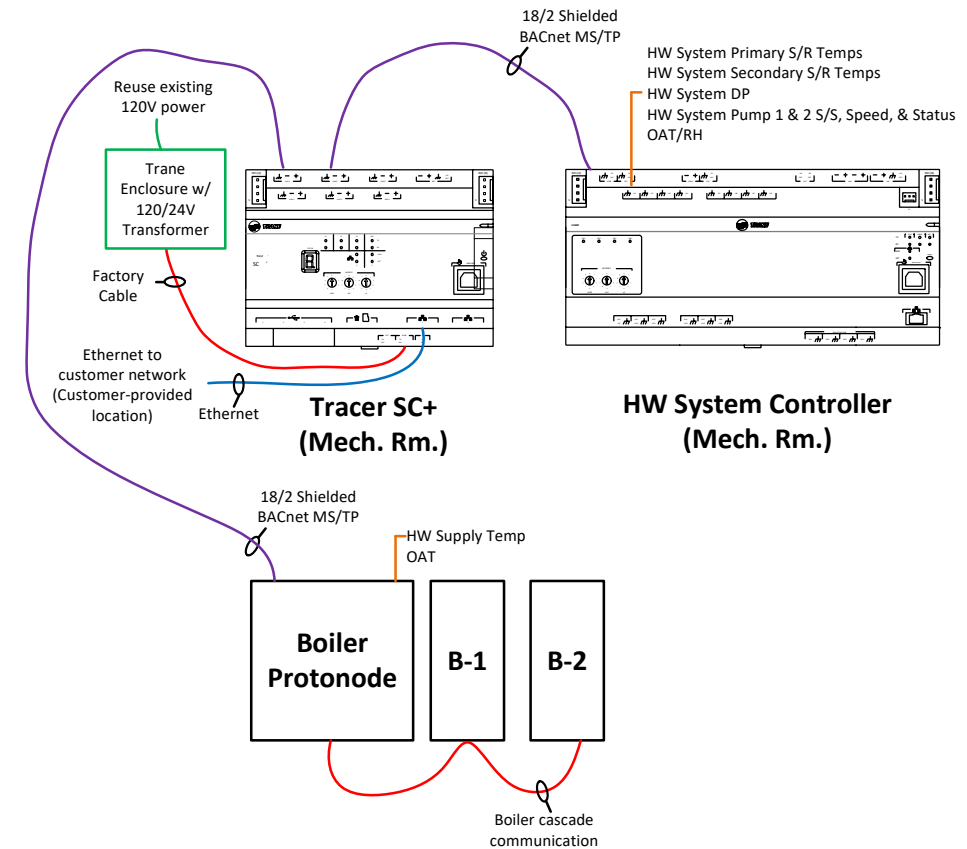 18/2 Shielded
BACnet MS/TP
HW System Primary S/R Temps
HW System Secondary S/R Temps
HW System DP
HW System Pump 1 & 2 S/S, Speed, & Status
OAT/RH
Reuse existing
120V power
Trane
Enclosure w/
120/24V
Transformer
TRANE
TRANE
SC
Factory
Cable
Ethernet to
customer network
(Customer-provided
location)
Ethernet
Tracer SC+
(Mech. Rm.)
HW System Controller
(Mech. Rm.)
18/2 Shielded
BACnet MS/TP
HW Supply Temp
OAT
Boiler
Protonode
B-1
B-2
Boiler cascade
communication